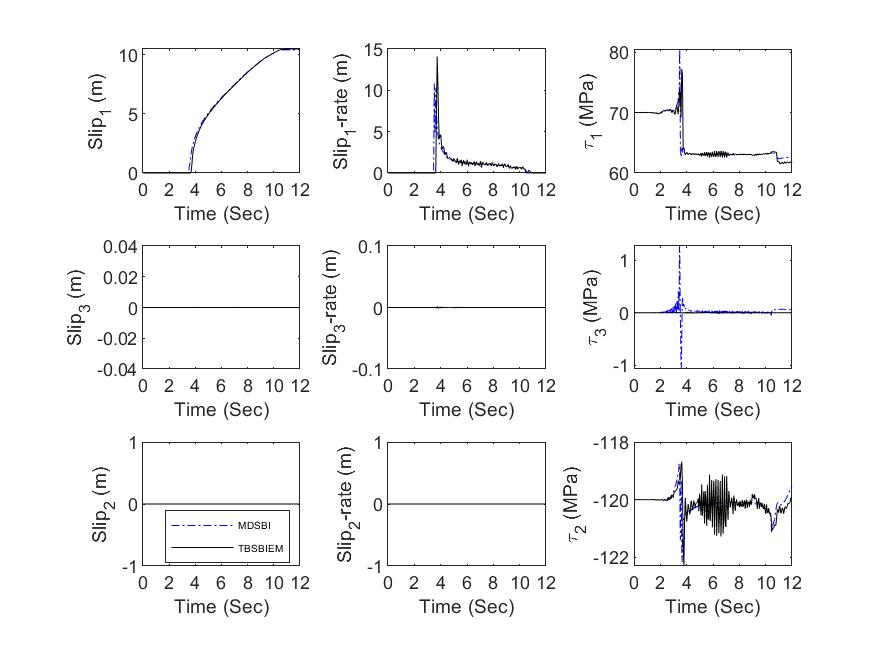 10
5
0
0 2 4 6 8 10 12
Slip1 (m)
Time (Sec)
15
10
5
0
0 2 4 6 8 10 12
Slip1-rate (m)
Time (Sec)
80
70
60
0 2 4 6 8 10 12
τ1 (MPa)
Time (Sec)
0.04
0.02
0
-0.02
-0.04
0 2 4 6 8 10 12
Slip3 (m)
Time (Sec)
0.1
0
-0.1
0 2 4 6 8 10 12
Slip3-rate (m)
Time (Sec)
1
0
-1
0 2 4 6 8 10 12
τ3 (MPa)
Time (Sec)
1
0
-1
0 2 4 6 8 10 12
Slip2 (m)
Time (Sec)
MDSBI
TBSBIEM
1
0
-1
0 2 4 6 8 10 12
Slip2-rate (m)
Time (Sec)
-118
-120
-122
0 2 4 6 8 10 12
τ2 (MPa)
Time (Sec)